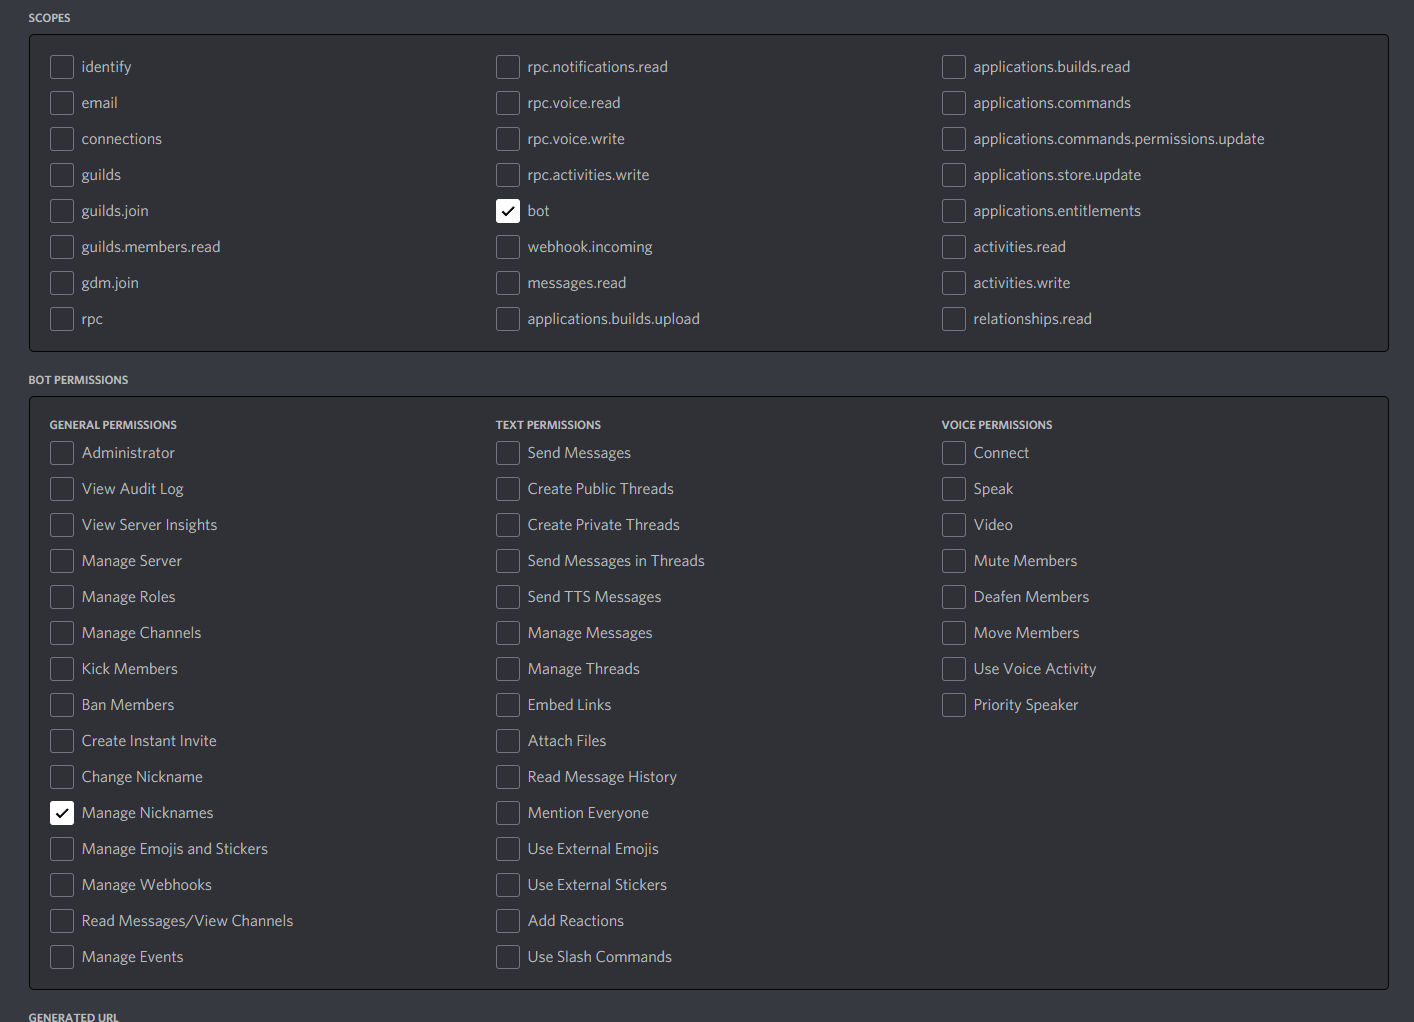 SCOPES
identify
email
connections
guilds
guilds.join
guilds.members.read
gdm.join
rpc
rpc.notifications.read
rpc.voice.read
rpc.voice.write
rpc.activities.write
bot
webhook.incoming
messages.read
applications.builds.upload
applications.builds.read
applications.commands
applications.commands.permissions.update
applications.store.update
applications.entitlements
activities.read
activities.write
relationships.read
BOT PERMISSIONS
GENERAL PERMISSIONS
Administrator
View Audit Log
View Server Insights
Manage Server
Manage Roles
Manage Channels
Kick Members
Ban Members
Create Instant Invite
Change Nickname
Manage Nicknames
Manage Emojis and Stickers
Manage Webhooks
Read Messages/View Channels
Manage Events
TEXT PERMISSIONS
Send Messages
Create Public Threads
Create Private Threads
Send Messages in Threads
Send TTS Messages
Manage Messages
Manage Threads
Embed Links
Attach Files
Read Message History
Mention Everyone
Use External Emojis
Use External Stickers
Add Reactions
Use Slash Commands
VOICE PERMISSIONS
Connect
Speak
Video
Mute Members
Deafen Members
Move Members
Use Voice Activity
Priority Speaker
GENERATED URL